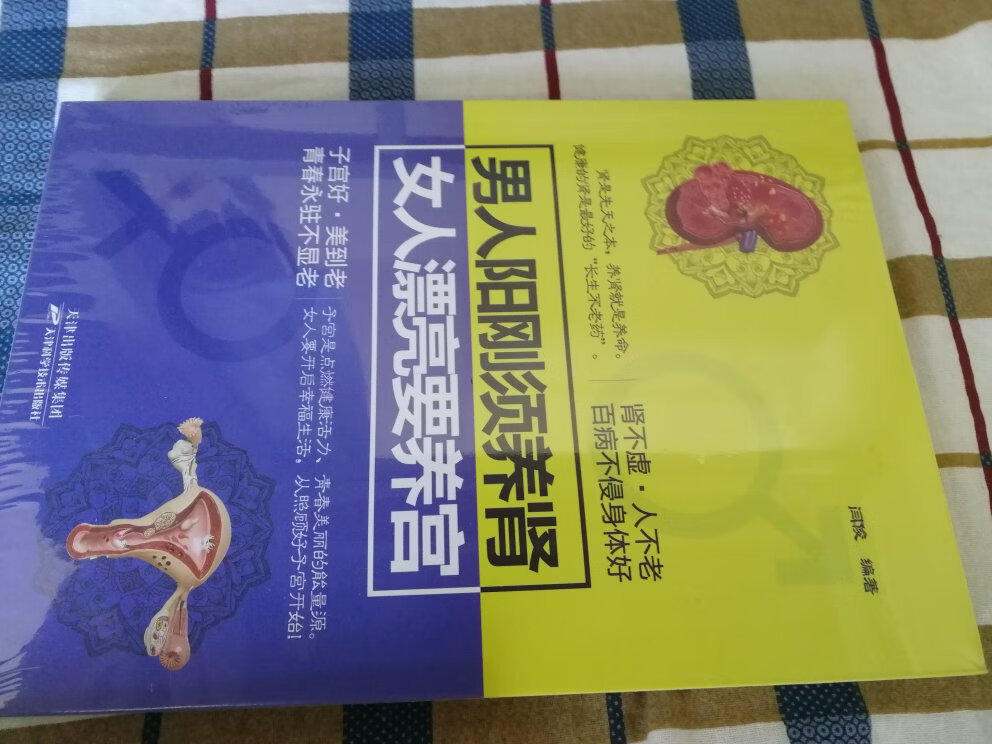 闫俊 编著
肾不虚·人不老
百病不侵身体好
肾是先天之本，养肾就是养命。
健康的肾是最好的“长生不老药”。
男人阳刚须养肾
女人漂亮要养宫
子宫好·美到老
青春永驻不显老
子宫是点燃健康活力、青春美丽的能量源。
女人要开启幸福生活，从照顾好子宫开始！
天津出版传媒集团
天津科学技术出版社